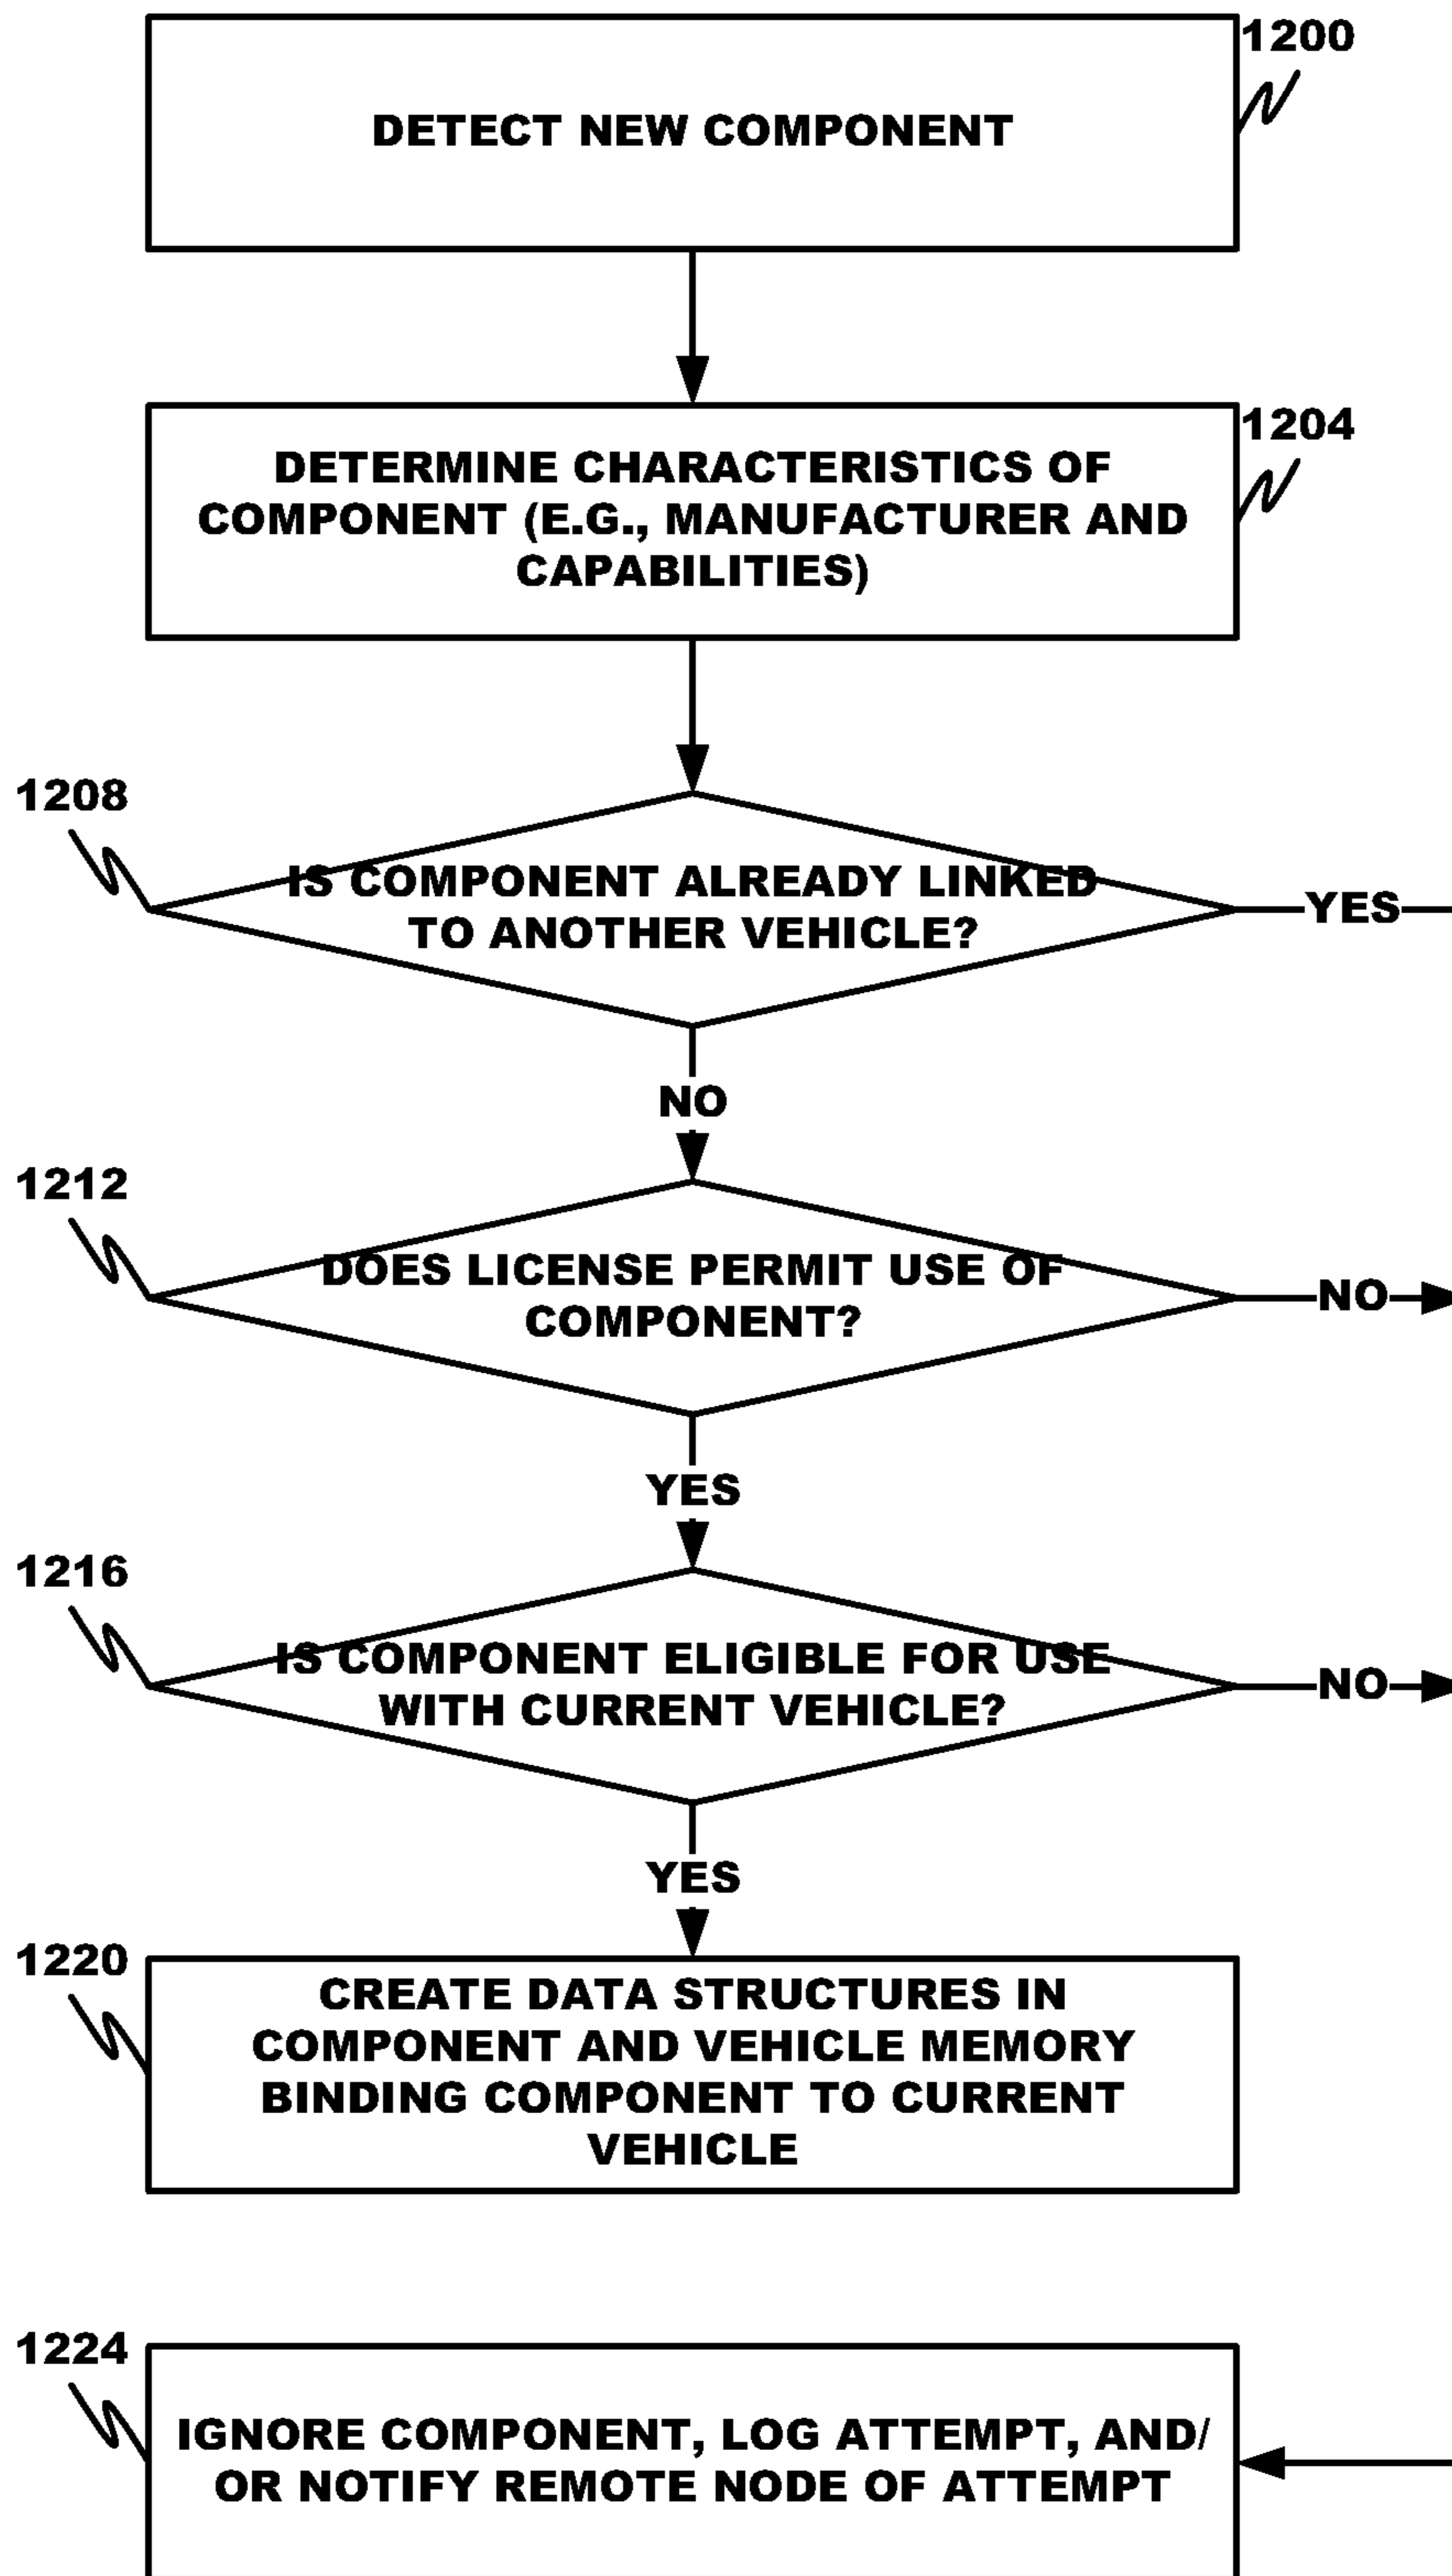 1200
DETECT NEW COMPONENT
1204
DETERMINE CHARACTERISTICS OF
COMPONENT (E.G., MANUFACTURER AND
CAPABILITIES)
1208
IS COMPONENT ALREADY LINKED
TO ANOTHER VEHICLE?
YES
NO
1212
DOES LICENSE PERMIT USE OF
COMPONENT?
NO
YES
1216
IS COMPONENT ELIGIBLE FOR USE
WITH CURRENT VEHICLE?
NO
YES
1220
CREATE DATA STRUCTURES IN
COMPONENT AND VEHICLE MEMORY
BINDING COMPONENT TO CURRENT
VEHICLE
1224
IGNORE COMPONENT, LOG ATTEMPT, AND/
OR NOTIFY REMOTE NODE OF ATTEMPT